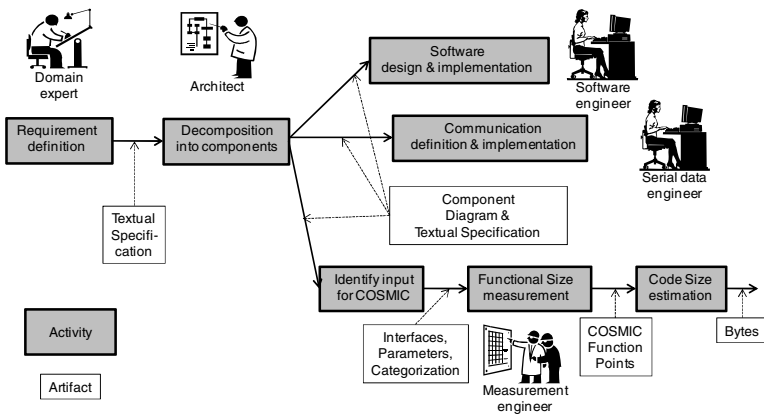 Domain
expert
Architect
Software
design & implementation
Software
engineer
Requirement
definition
Decomposition
into components
Communication
definition & implementation
Serial data
engineer
Textual
Specifi-
cation
Component
Diagram &
Textual Specification
Identify input
for COSMIC
Functional Size
measurement
Code Size
estimation
Activity
Interfaces,
Parameters,
Categorization
COSMIC
Function
Points
Bytes
Measurement
engineer
Artifact